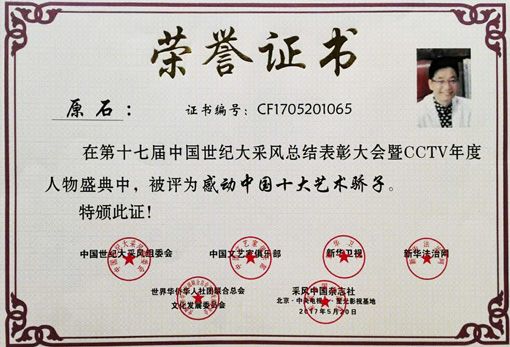 荣誉证书
原石： 证书编号：CF1705201065
在第十七届中国世纪大采风总结表彰大会暨CCTV年度
人物盛典中，被评为感动中国十大艺术骄子。
特颁此证！
中国世纪大采风组委会 中国文艺家俱乐部 新华卫视 新华法治网
世界华侨华人社团联合总会 采风中国杂志社
文化发展委员会 北京·中央电视台·星光影视基地
2017年5月20日